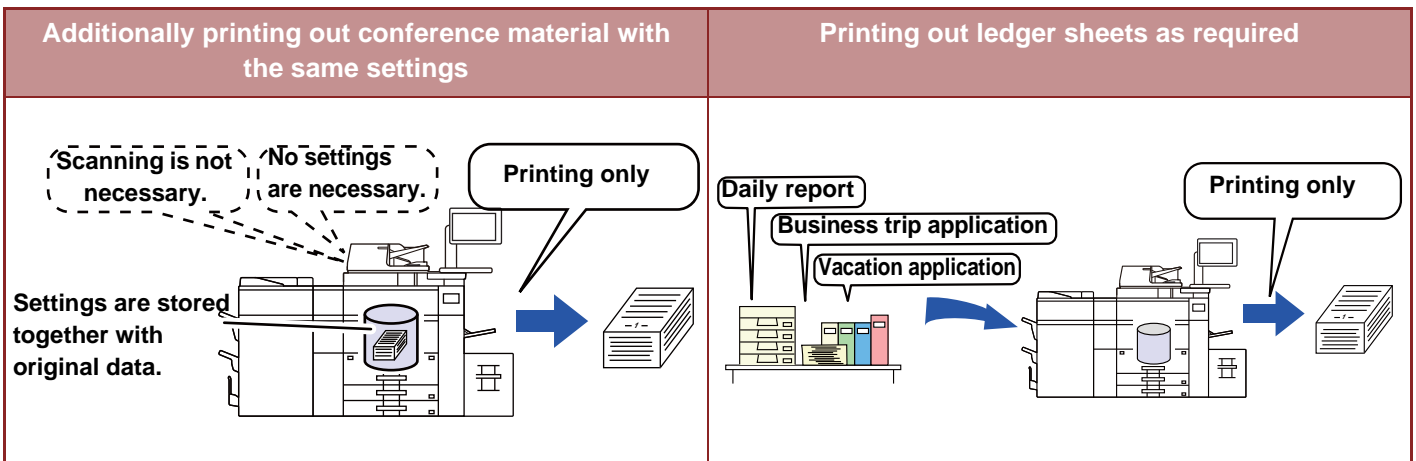 Additionally printing out conference material with
the same settings
Printing out ledger sheets as required
Scanning is not
necessary.
No settings
are necessary.
Printing only
Settings are stored
together with
original data.
-1-
Daily report
Business trip application
Vacation application
Printing only
-1-